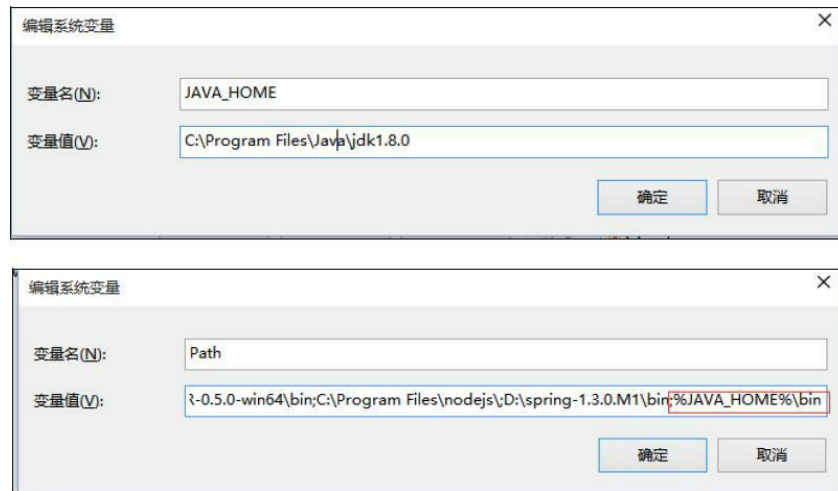 编辑系统变量
变量名(N):
JAVA_HOME
变量值(V):
C:\Program Files\Java\jdk1.8.0
确定
取消
编辑系统变量
变量名(N):
Path
变量值(V):
R-0.5.0-win64\bin;C:\Program Files\nodejs\;D:\spring-1.3.0.M1\bin;%JAVA_HOME%\bin
确定
取消